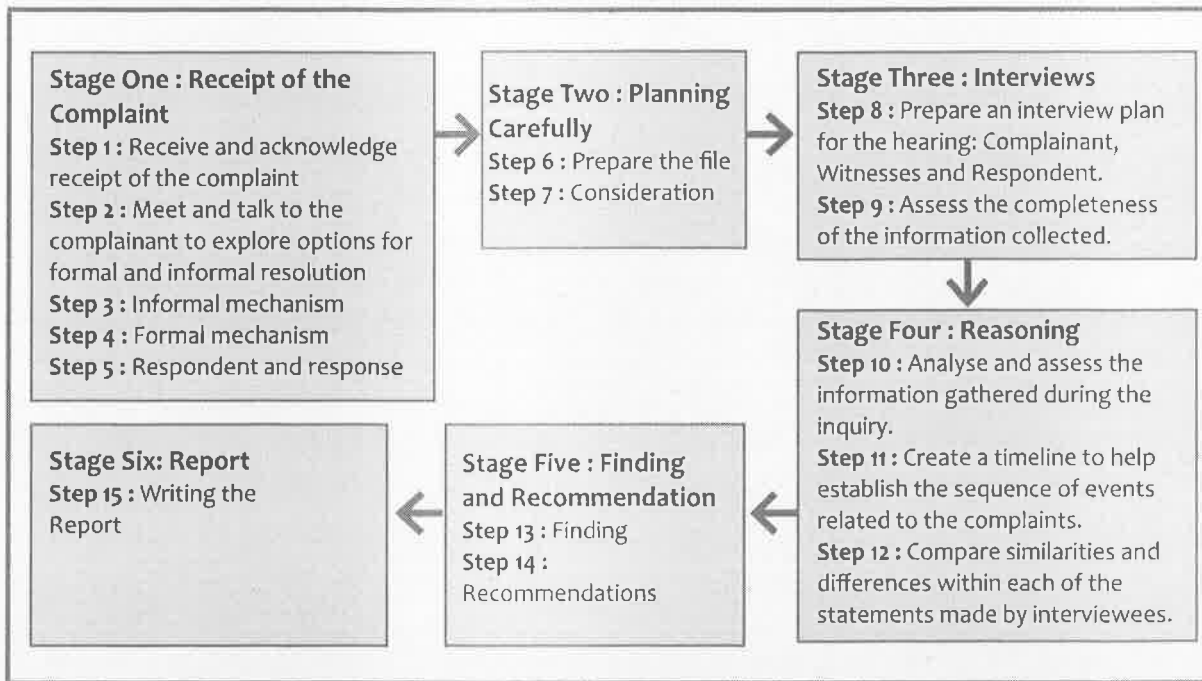 Stage One : Receipt of the
Complaint
Step 1 : Receive and acknowledge
receipt of the complaint
Step 2 : Meet and talk to the
complainant to explore options for
formal and informal resolution
Step 3 : Informal mechanism
Step 4 : Formal mechanism
Step 5 : Respondent and response
Stage Two : Planning
Carefully
Step 6 : Prepare the file
Step 7 : Consideration
Stage Three : Interviews
Step 8 : Prepare an interview plan
for the hearing: Complainant,
Witnesses and Respondent.
Step 9 : Assess the completeness
of the information collected.
Stage Four : Reasoning
Step 10 : Analyse and assess the
information gathered during the
inquiry.
Step 11 : Create a timeline to help
establish the sequence of events
related to the complaints.
Step 12 : Compare similarities and
differences within each of the
statements made by interviewees.
Stage Five : Finding
and Recommendation
Step 13 : Finding
Step 14 :
Recommendations
Stage Six: Report
Step 15 : Writing the
Report